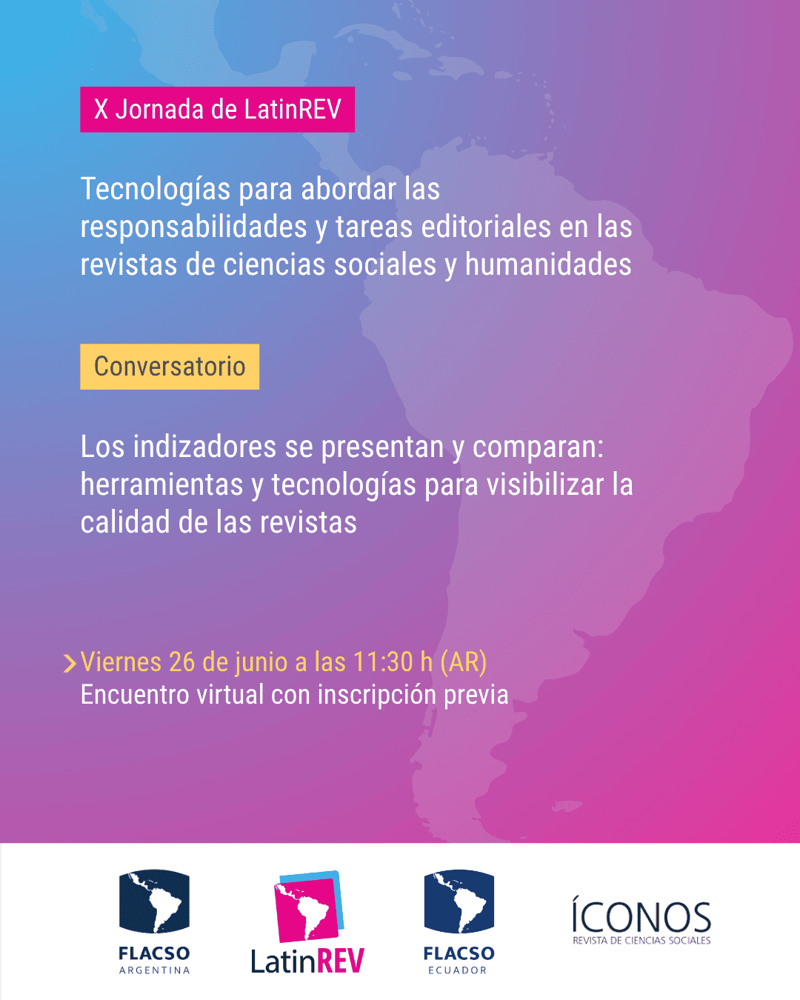 X Jornada de LatinREV
Tecnologías para abordar las
responsabilidades y tareas editoriales en las
revistas de ciencias sociales y humanidades
Conversatorio
Los indizadores se presentan y comparan:
herramientas y tecnologías para visibilizar la
calidad de las revistas
Viernes 26 de junio a las 11:30 h (AR)
Encuentro virtual con inscripción previa
FLACSO
ARGENTINA
LatinREV
FLACSO
ECUADOR
ÍCONOS
REVISTA DE CIENCIAS SOCIALES